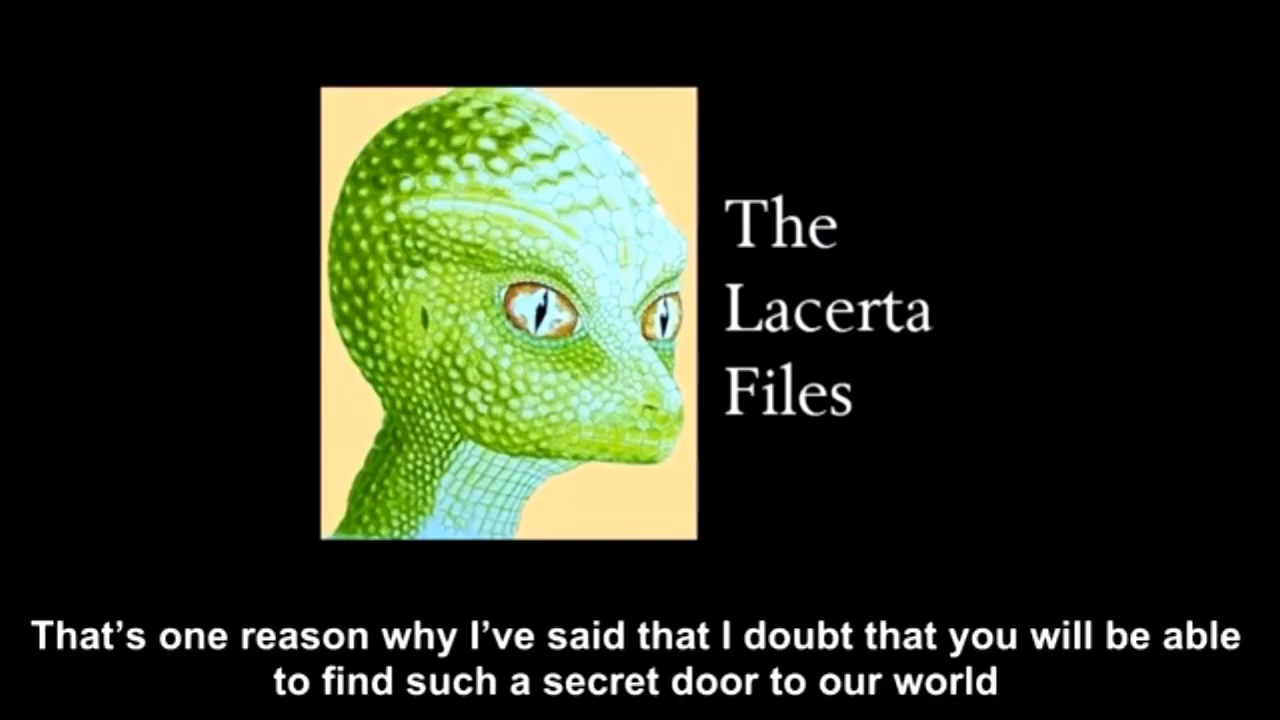 The
Lacerta
Files
That’s one reason why I’ve said that I doubt that you will be able
to find such a secret door to our world